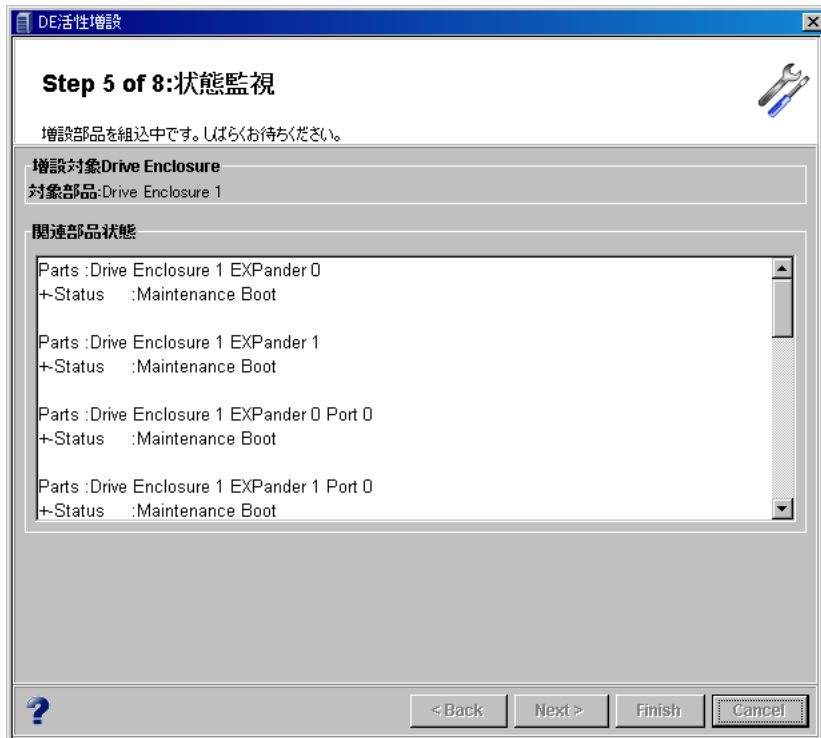 DE活性増設
Step 5 of 8:状態監視
増設部品を組込中です。しばらくお待ちください。
増設対象Drive Enclosure
対象部品:Drive Enclosure 1
関連部品状態
Parts :Drive Enclosure 1 EXPander 0
+-Status :Maintenance Boot
Parts :Drive Enclosure 1 EXPander 1
+-Status :Maintenance Boot
Parts :Drive Enclosure 1 EXPander 0 Port 0
+-Status :Maintenance Boot
Parts :Drive Enclosure 1 EXPander 1 Port 0
+-Status :Maintenance Boot
? < Back Next > Finish Cancel